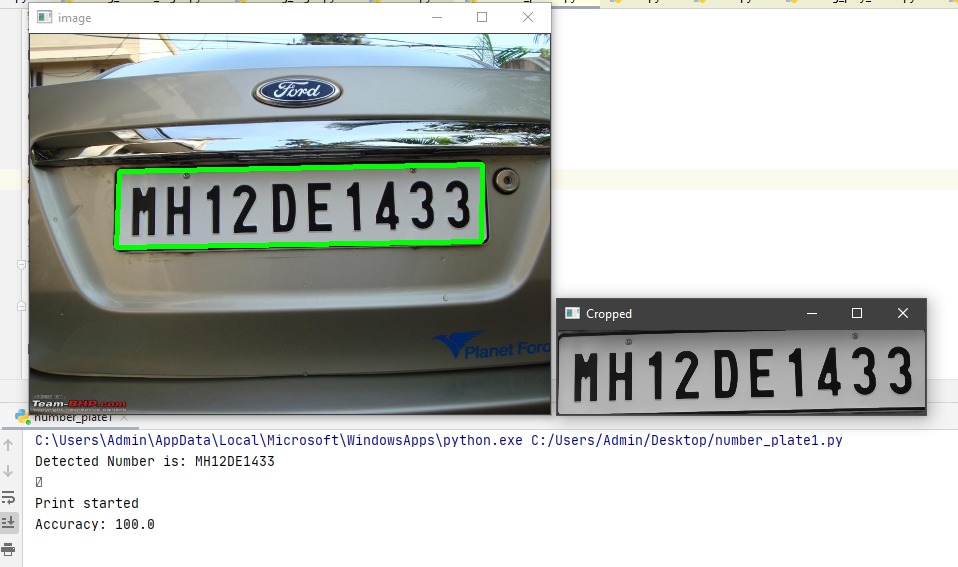 image
Ford
MH12DE1433
Planet Ford
Team-BHP.com
Cropped
MH12DE1433
number_plate1
C:\Users\Admin\AppData\Local\Microsoft\WindowsApps\python.exe C:/Users/Admin/Desktop/number_plate1.py
Detected Number is: MH12DE1433
Print started
Accuracy: 100.0